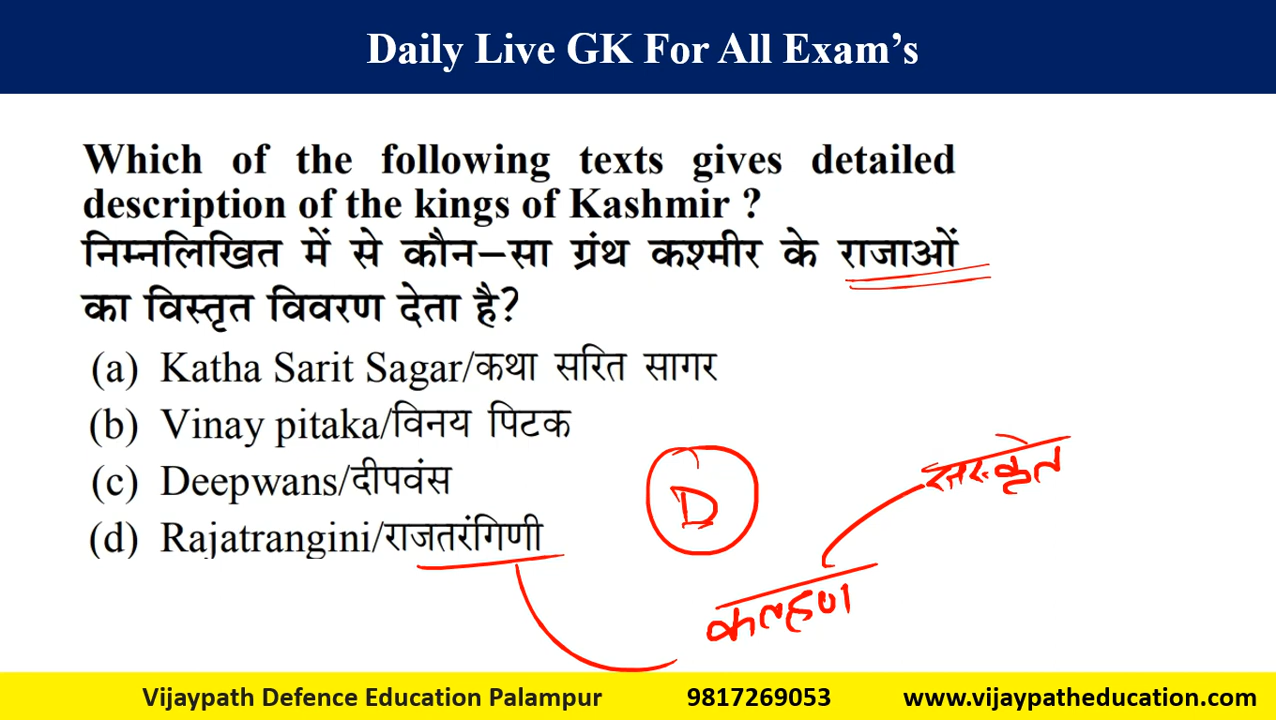 Daily Live GK For All Exam's
Which of the following texts gives detailed
description of the kings of Kashmir ?
निम्नलिखित में से कौन–सा ग्रंथ कश्मीर के राजाओं
का विस्तृत विवरण देता है?
(a) Katha Sarit Sagar/कथा सरित सागर
(b) Vinay pitaka/विनय पिटक
(c) Deepwans/दीपवंस
(d) Rajatrangini/राजतरंगिणी
D
संस्कृत
कल्हण
Vijaypath Defence Education Palampur 9817269053 www.vijaypatheducation.com